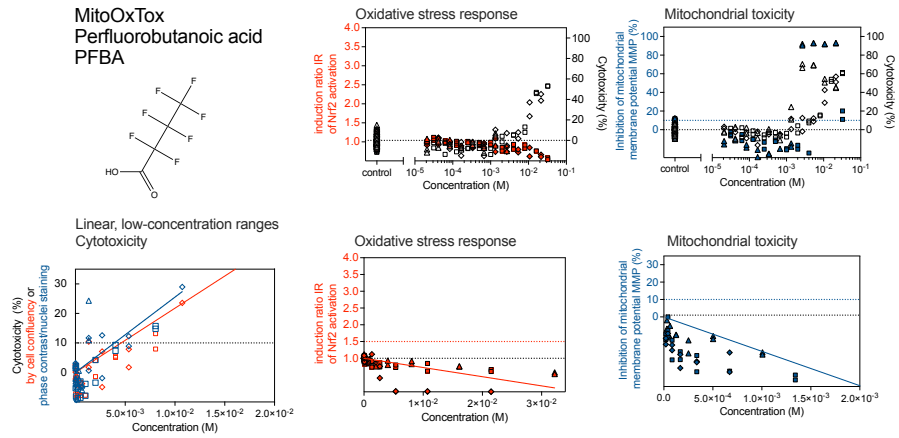 MitoOxTox
Perfluorobutanoic acid
PFBA
F
F
F
F
F
F
F
HO
O
Oxidative stress response
induction ratio IR
of Nrf2 activation
4.0
3.5
3.0
2.5
2.0
1.5
1.0
100
80
60
40
20
0
Cytotoxicity (%)
control
10-5
10-4
10-3
10-2
10-1
Concentration (M)
Mitochondrial toxicity
Inhibition of mitochondrial
membrane potential MMP (%)
100
80
60
40
20
10
0
100
80
60
40
20
0
Cytotoxicity (%)
control
10-5
10-4
10-3
10-2
10-1
Concentration (M)
Linear, low-concentration ranges
Cytotoxicity
Cytotoxicity (%)
by cell confluency or
phase contrast/nuclei staining
30
20
10
0
5.0×10-3
1.0×10-2
1.5×10-2
2.0×10-2
Concentration (M)
Oxidative stress response
induction ratio IR
of Nrf2 activation
4.0
3.5
3.0
2.5
2.0
1.5
1.0
0
1×10-2
2×10-2
3×10-2
Concentration (M)
Mitochondrial toxicity
Inhibition of mitochondrial
membrane potential MMP (%)
30
20
10
0
0.0
5.0×10-4
1.0×10-3
1.5×10-3
2.0×10-3
Concentration (M)